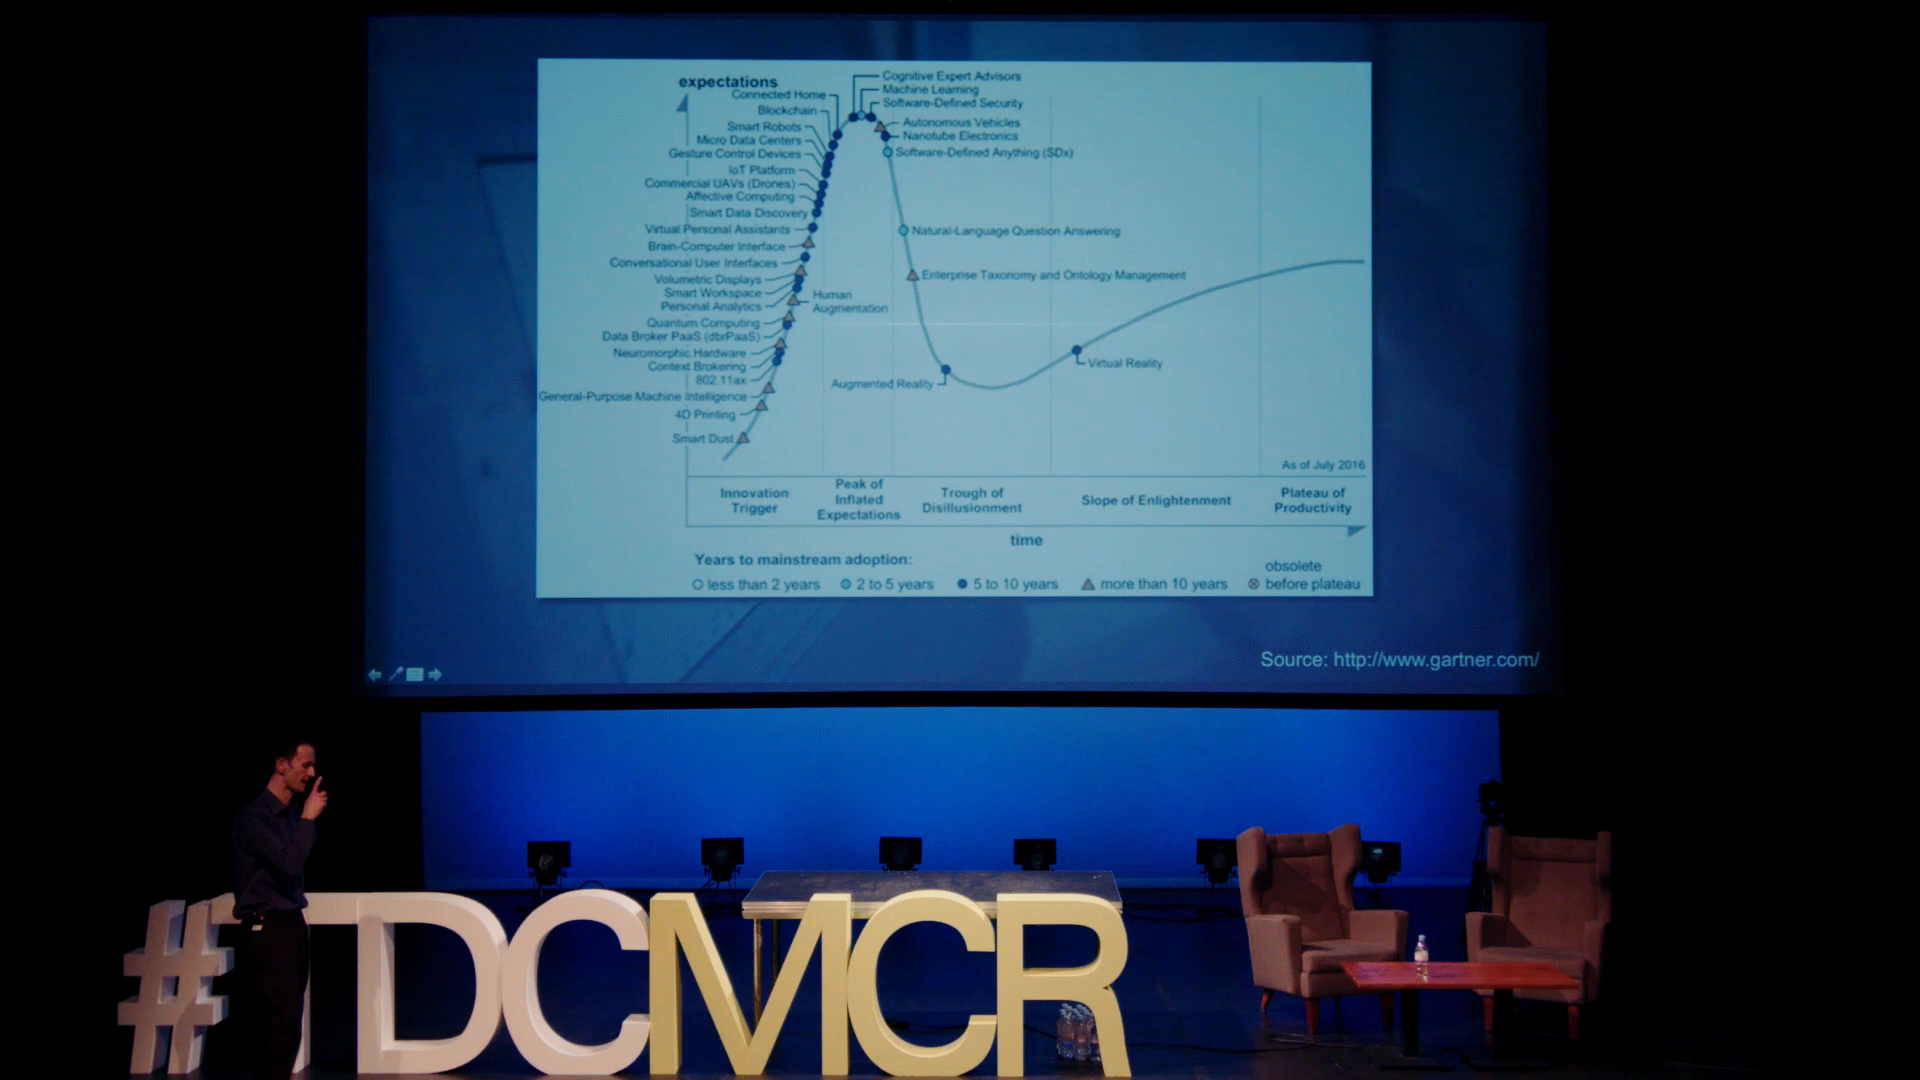 expectations
Connected Home
Blockchain
Smart Robots
Micro Data Centers
Gesture Control Devices
IoT Platform
Commercial UAVs (Drones)
Affective Computing
Smart Data Discovery
Virtual Personal Assistants
Brain-Computer Interface
Conversational User Interfaces
Volumetric Displays
Smart Workspace
Personal Analytics
Human
Augmentation
Quantum Computing
Data Broker PaaS (dbrPaaS)
Neuromorphic Hardware
Context Brokering
802.11ax
General-Purpose Machine Intelligence
4D Printing
Smart Dust
Cognitive Expert Advisors
Machine Learning
Software-Defined Security
Autonomous Vehicles
Nanotube Electronics
Software-Defined Anything (SDx)
Natural-Language Question Answering
Enterprise Taxonomy and Ontology Management
Augmented Reality
Virtual Reality
As of July 2016
Innovation
Trigger
Peak of
Inflated
Expectations
Trough of
Disillusionment
Slope of Enlightenment
Plateau of
Productivity
time
Years to mainstream adoption:
less than 2 years
2 to 5 years
5 to 10 years
more than 10 years
obsolete
before plateau
Source: http://www.gartner.com/
#TDCMCR